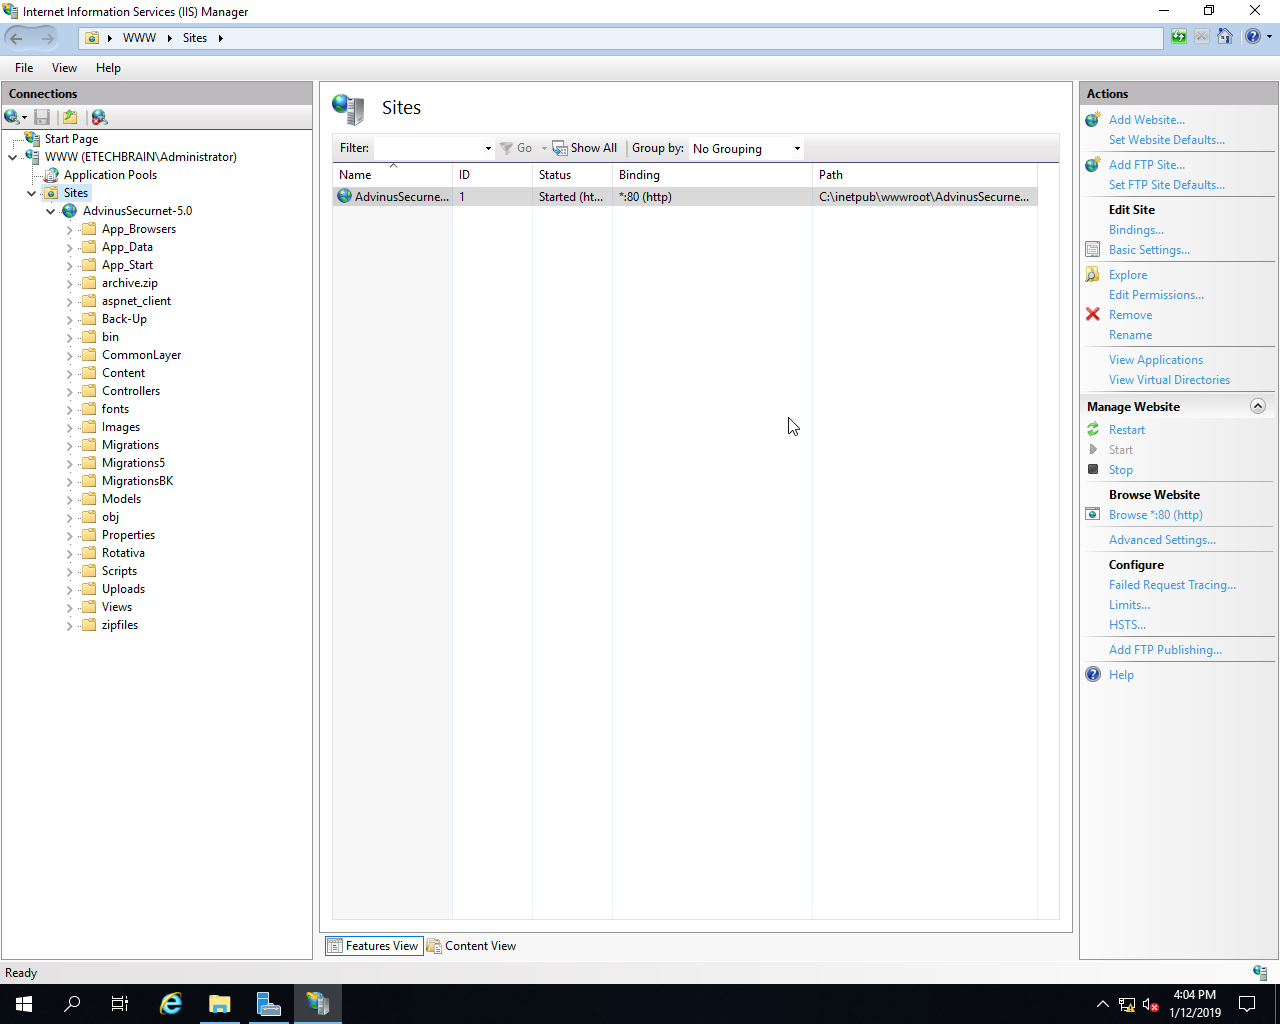 Internet Information Services (IIS) Manager
WWW
Sites
File View Help
Connections
Start Page
WWW (ETECHBRAIN\Administrator)
Application Pools
Sites
AdvinusSecurnet-5.0
App_Browsers
App_Data
App_Start
archive.zip
aspnet_client
Back-Up
bin
CommonLayer
Content
Controllers
fonts
Images
Migrations
Migrations5
MigrationsBK
Models
obj
Properties
Rotativa
Scripts
Uploads
Views
zipfiles
Sites
Filter: Go Show All Group by: No Grouping
Name ID Status Binding Path
AdvinusSecurne... 1 Started (ht... *:80 (http) C:\inetpub\wwwroot\AdvinusSecurne...
Features View Content View
Actions
Add Website...
Set Website Defaults...
Add FTP Site...
Set FTP Site Defaults...
Edit Site
Bindings...
Basic Settings...
Explore
Edit Permissions...
Remove
Rename
View Applications
View Virtual Directories
Manage Website
Restart
Start
Stop
Browse Website
Browse *:80 (http)
Advanced Settings...
Configure
Failed Request Tracing...
Limits...
HSTS...
Add FTP Publishing...
Help
Ready
4:04 PM
1/12/2019